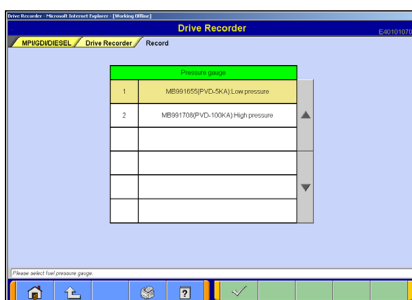 Drive Recorder - Microsoft Internet Explorer - [Working Offline]
Drive Recorder
E40101070
MPI/GDI/DIESEL Drive Recorder Record
Pressure gauge
1 MB991655(PVD-5KA):Low pressure
2 MB991708(PVD-100KA):High pressure
Please select fuel pressure gauge.
?